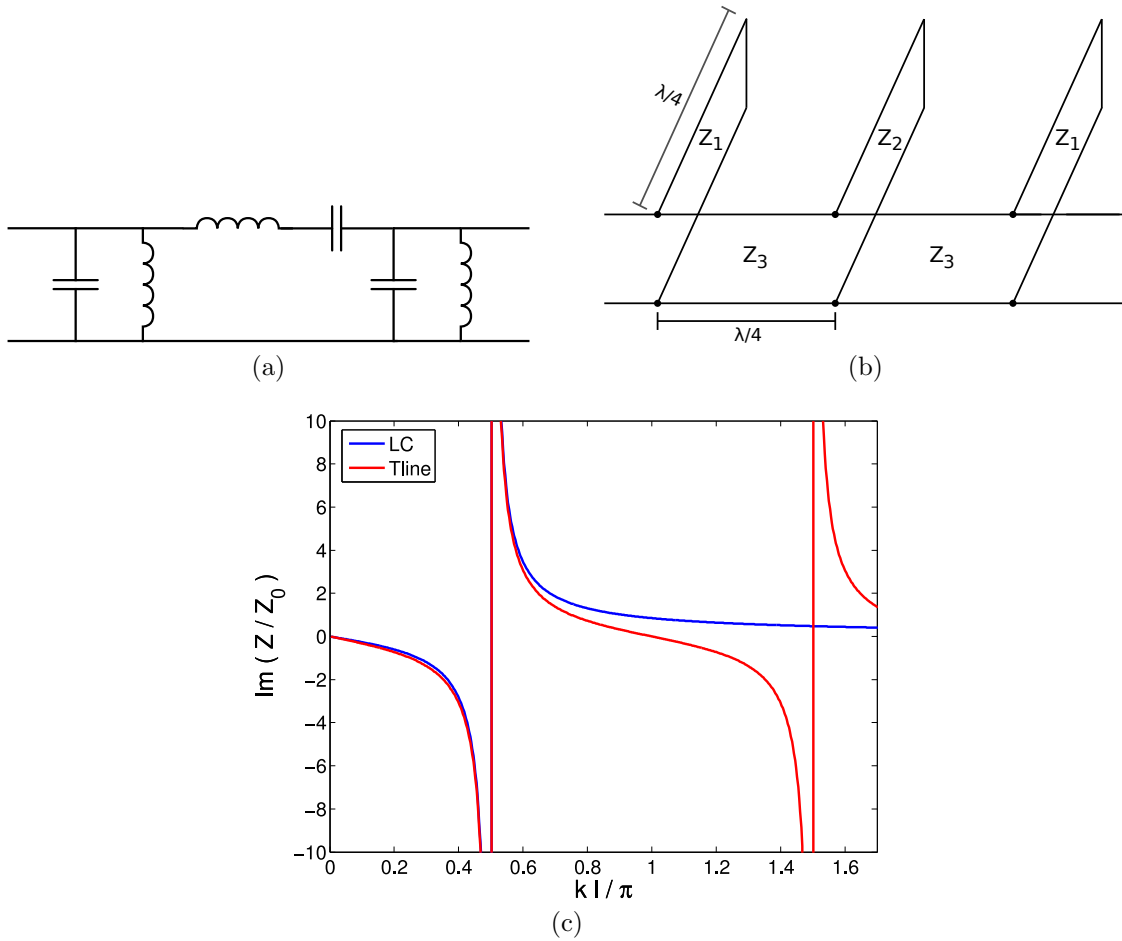 λ/4
Z1
Z2
Z1
Z3
Z3
λ/4
(a)
(b)
LC
Tline
10
8
6
4
2
0
−2
−4
−6
−8
−10
Im ( Z / Z0 )
0
0.2
0.4
0.6
0.8
1
1.2
1.4
1.6
k l / π
(c)